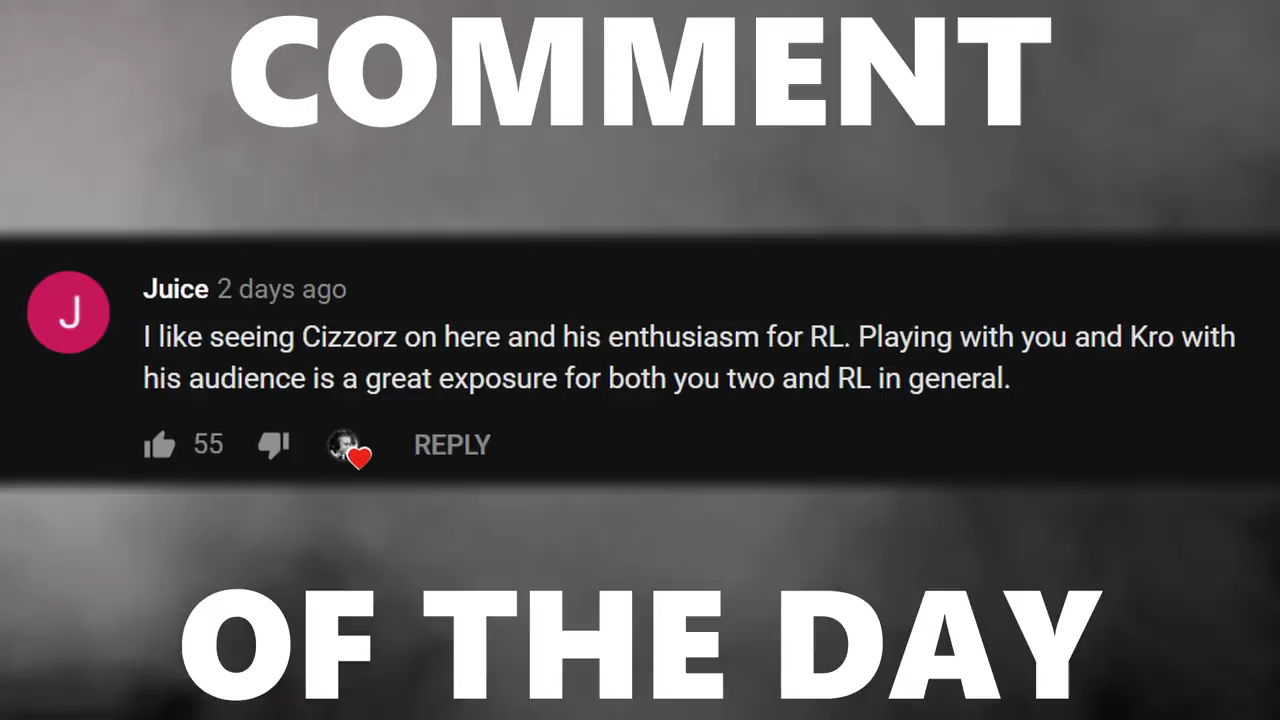 COMMENT
J
Juice 2 days ago
I like seeing Cizzorz on here and his enthusiasm for RL. Playing with you and Kro with
his audience is a great exposure for both you two and RL in general.
55 REPLY
OF THE DAY